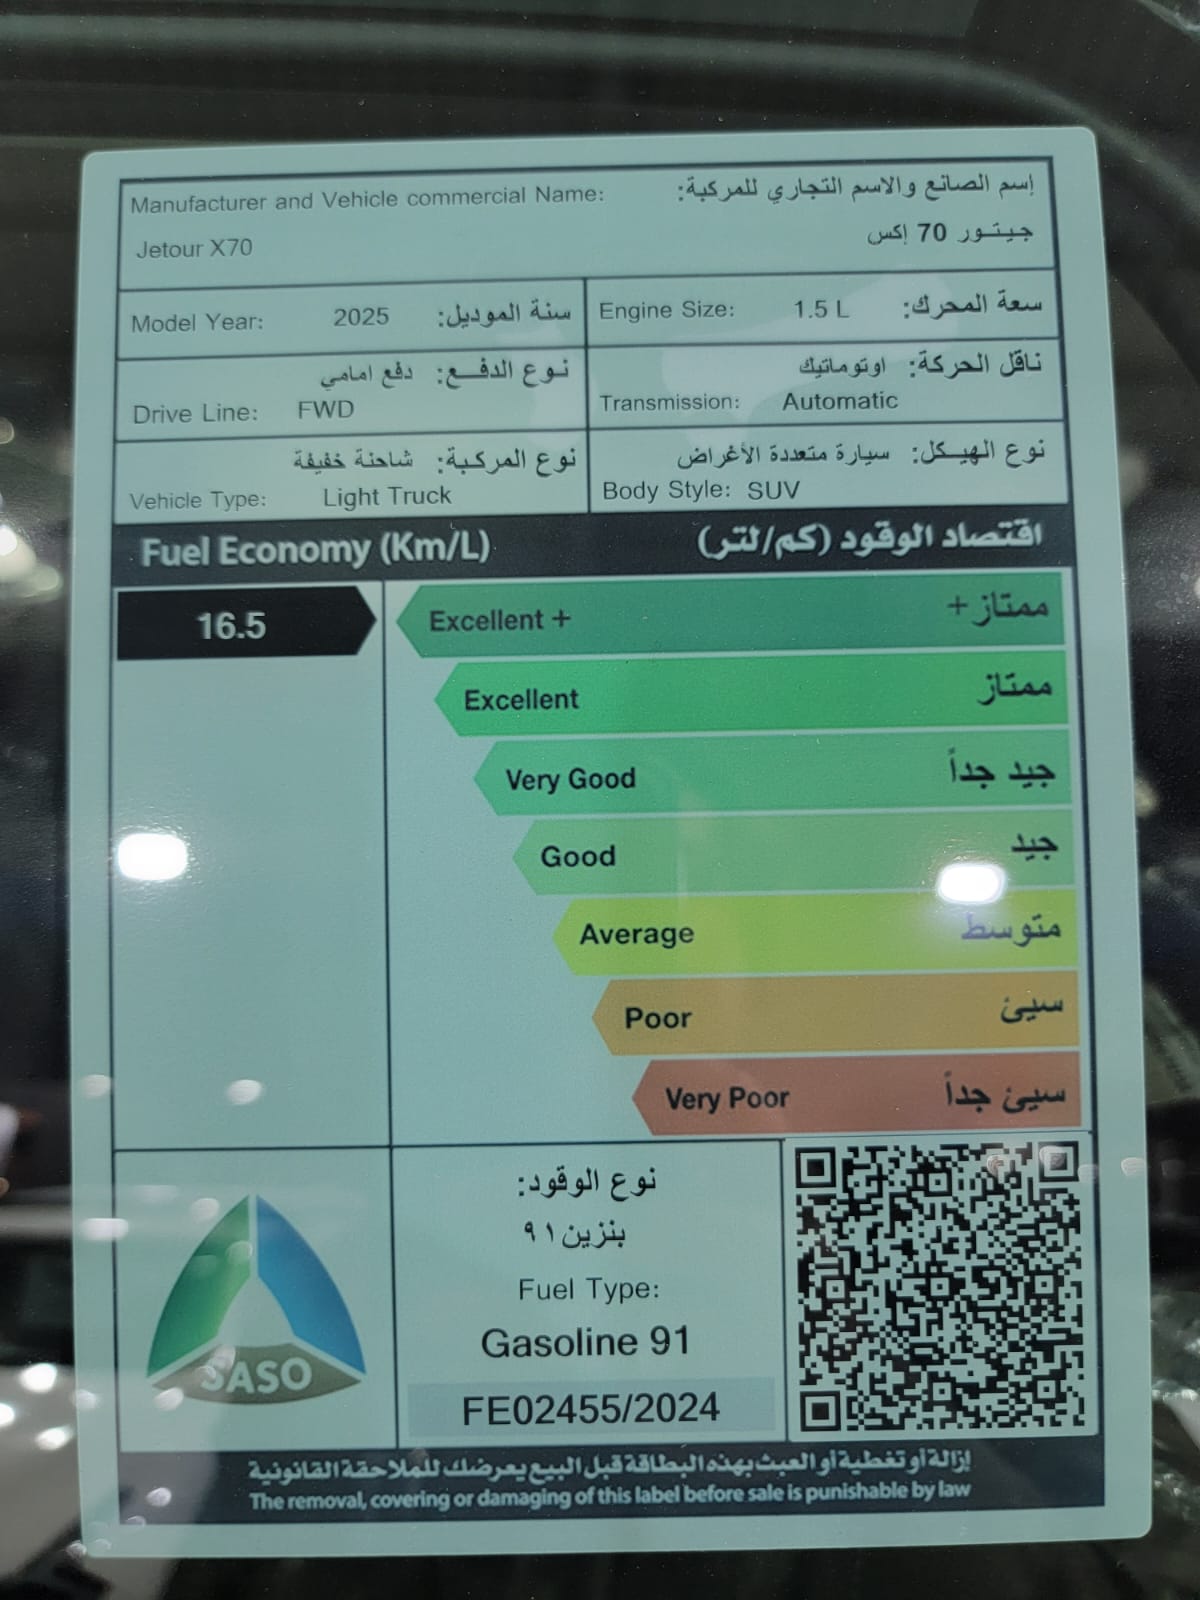 Manufacturer and Vehicle commercial Name: إسم الصانع والاسم التجاري للمركبة:
Jetour X70 جيتور 70 إكس
Model Year: 2025 سنة الموديل:
Engine Size: 1.5 L سعة المحرك:
نوع الدفع: دفع امامي
Drive Line: FWD
ناقل الحركة: اوتوماتيك
Transmission: Automatic
نوع المركبة: شاحنة خفيفة
Vehicle Type: Light Truck
نوع الهيكل: سيارة متعددة الأغراض
Body Style: SUV
Fuel Economy (Km/L) اقتصاد الوقود (كم/لتر)
16.5
Excellent + ممتاز +
Excellent ممتاز
Very Good جيد جداً
Good جيد
Average متوسط
Poor سيئ
Very Poor سيئ جداً
SASO
نوع الوقود:
بنزين ٩١
Fuel Type:
Gasoline 91
FE02455/2024
إزالة أو تغطية أو العبث بهذه البطاقة قبل البيع يعرضك للملاحقة القانونية
The removal, covering or damaging of this label before sale is punishable by law